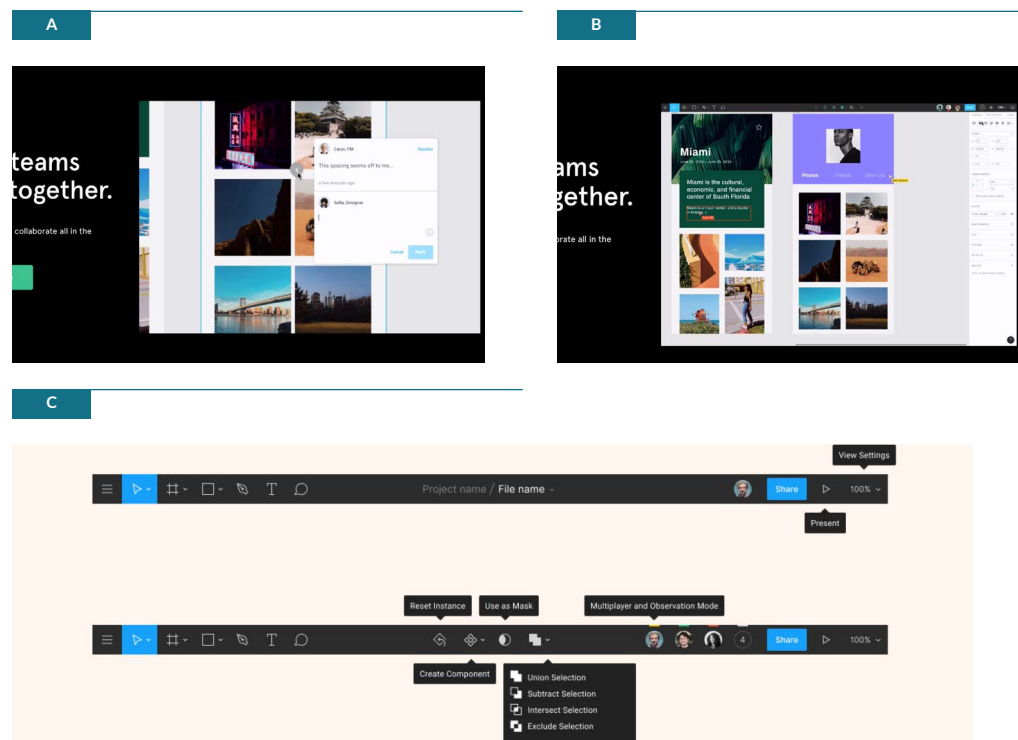 A
B
teams
together.
collaborate all in the
Caryn, PM
Resolve
This spacing seems off to me...
a few seconds ago
Sofia, Designer
Cancel
Reply
ams
gether.
orate all in the
Miami
Miami is the cultural,
economic, and financial
center of South Florida
Photos
Friends
C
View Settings
Project name / File name
Share
100%
Present
Reset Instance
Use as Mask
Multiplayer and Observation Mode
4
Share
100%
Create Component
Union Selection
Subtract Selection
Intersect Selection
Exclude Selection